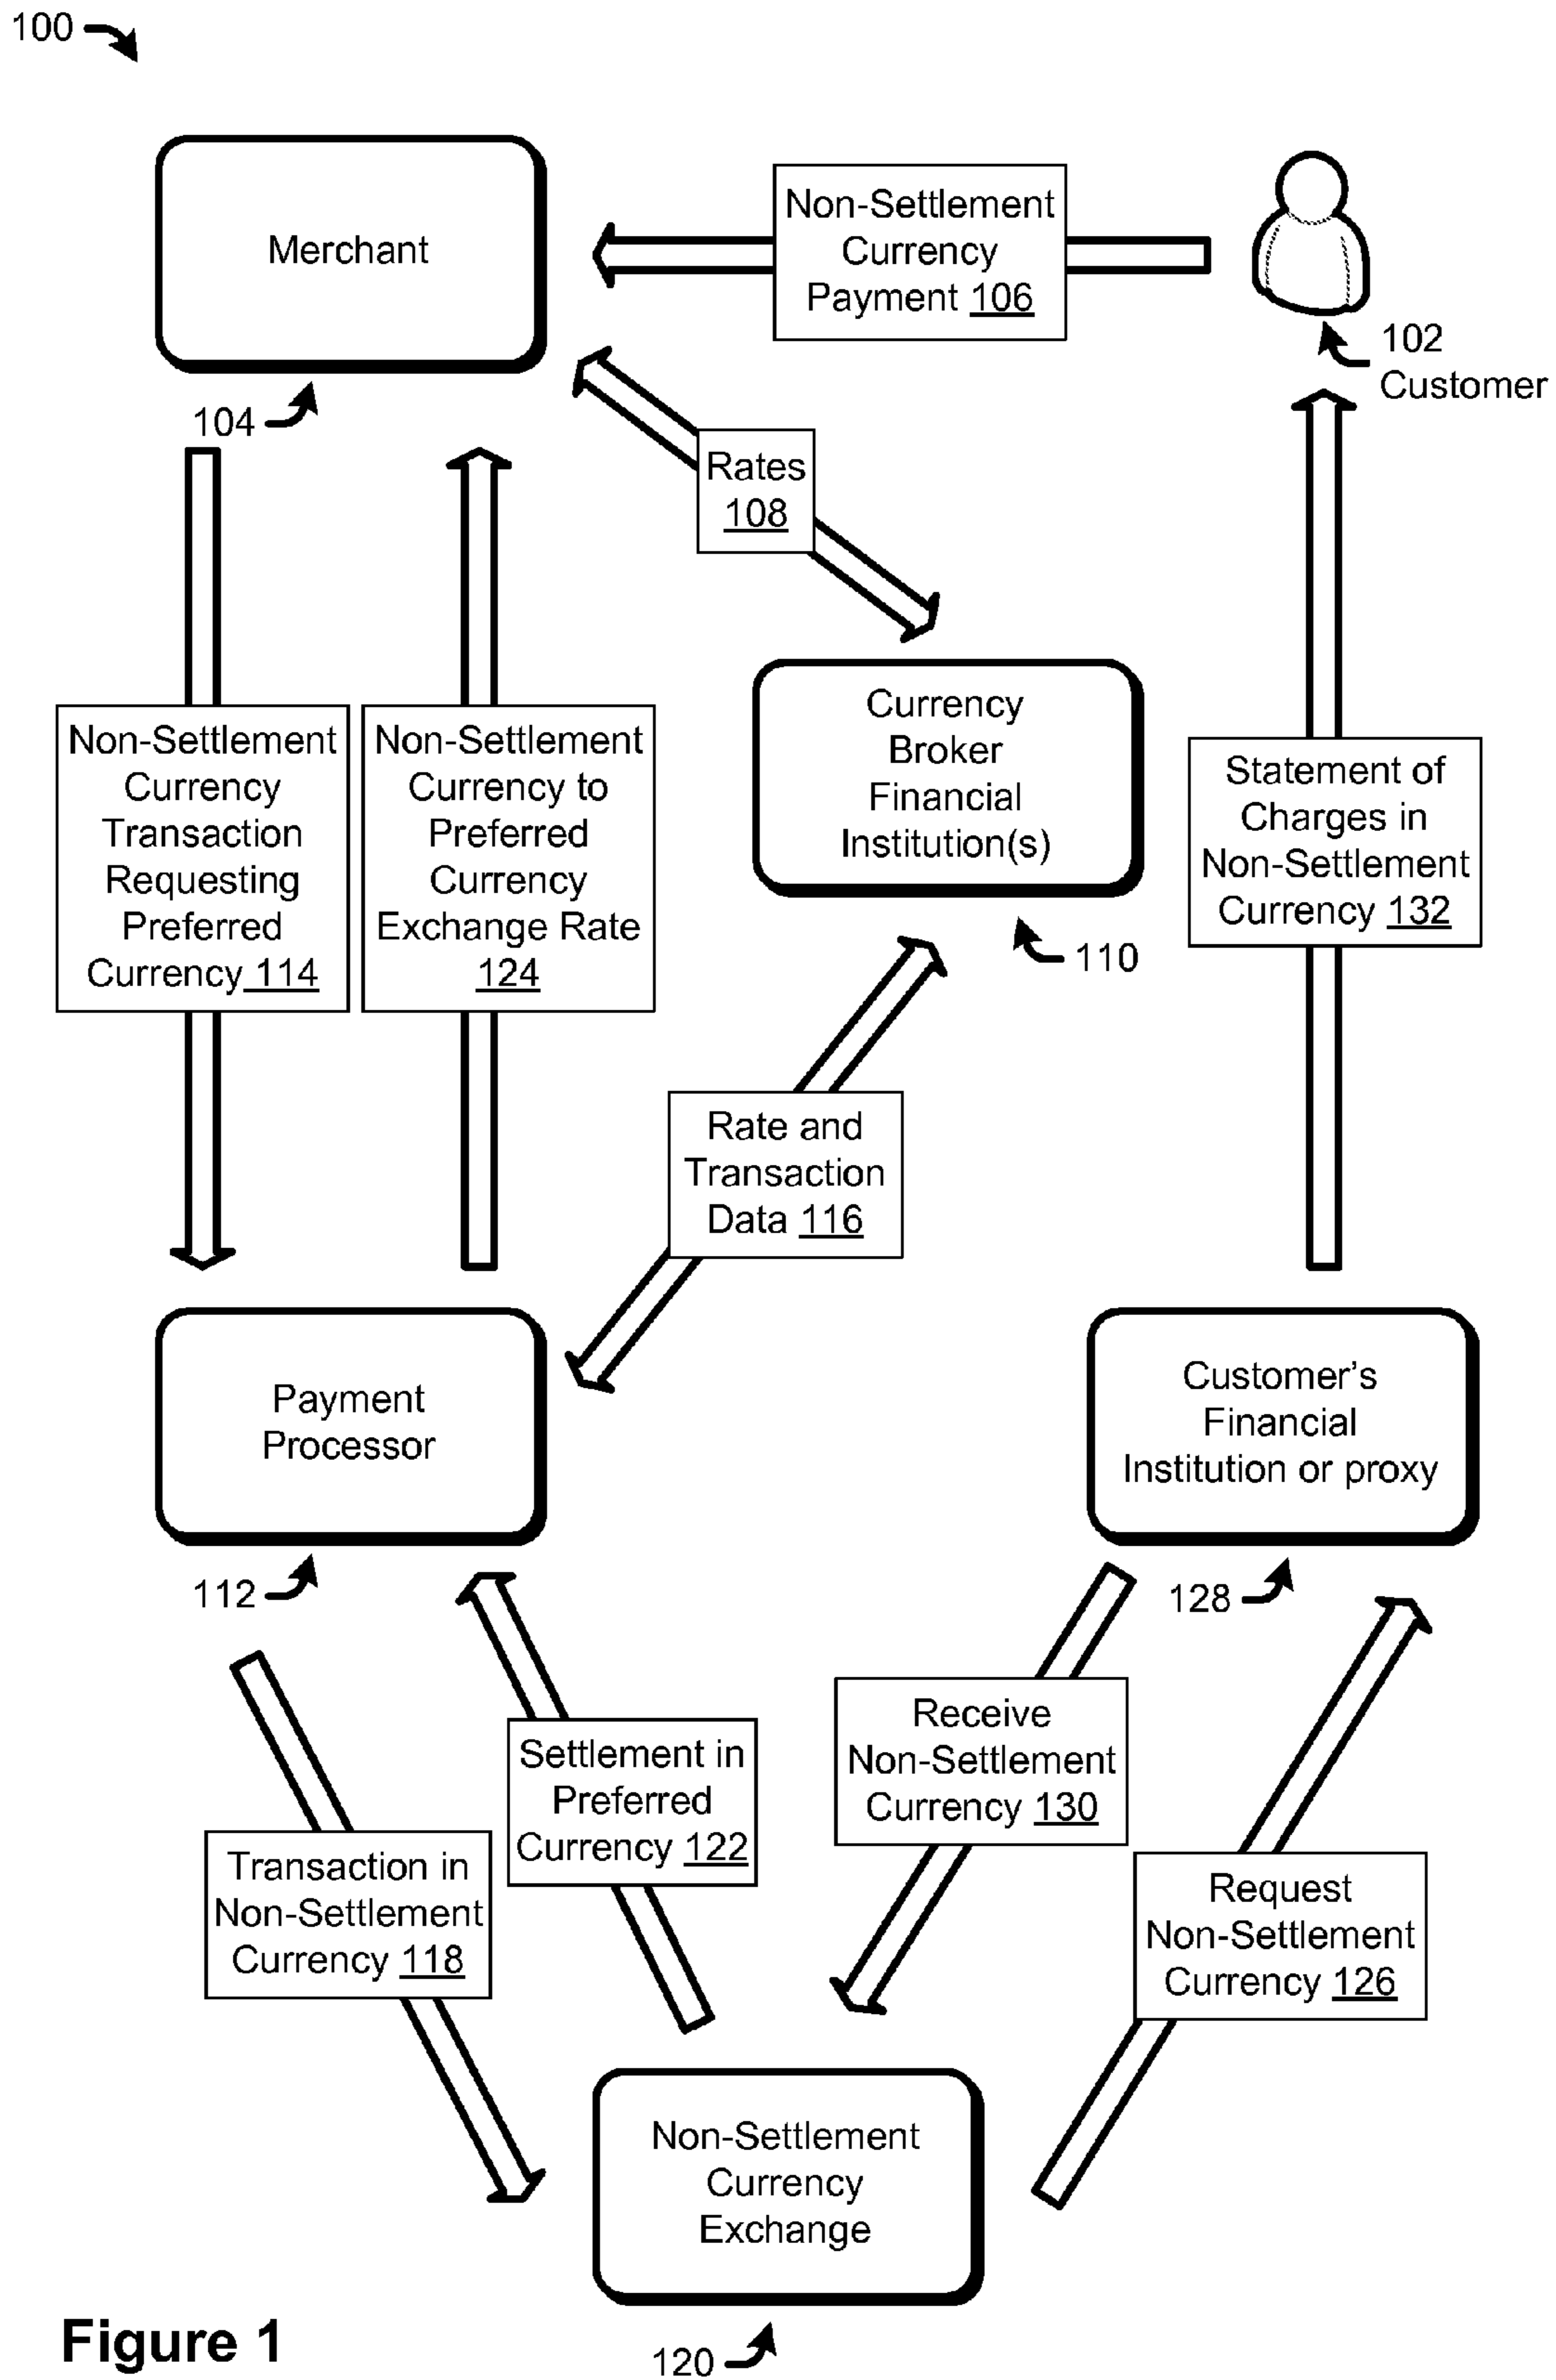 100
Merchant
Non-Settlement
Currency
Payment 106
102
Customer
104
Rates
108
Non-Settlement
Currency
Transaction
Requesting
Preferred
Currency 114
Non-Settlement
Currency to
Preferred
Currency
Exchange Rate
124
Currency
Broker
Financial
Institution(s)
110
Statement of
Charges in
Non-Settlement
Currency 132
Rate and
Transaction
Data 116
Payment
Processor
112
Customer's
Financial
Institution or proxy
128
Transaction in
Non-Settlement
Currency 118
Settlement in
Preferred
Currency 122
Receive
Non-Settlement
Currency 130
Request
Non-Settlement
Currency 126
Non-Settlement
Currency
Exchange
120
Figure 1